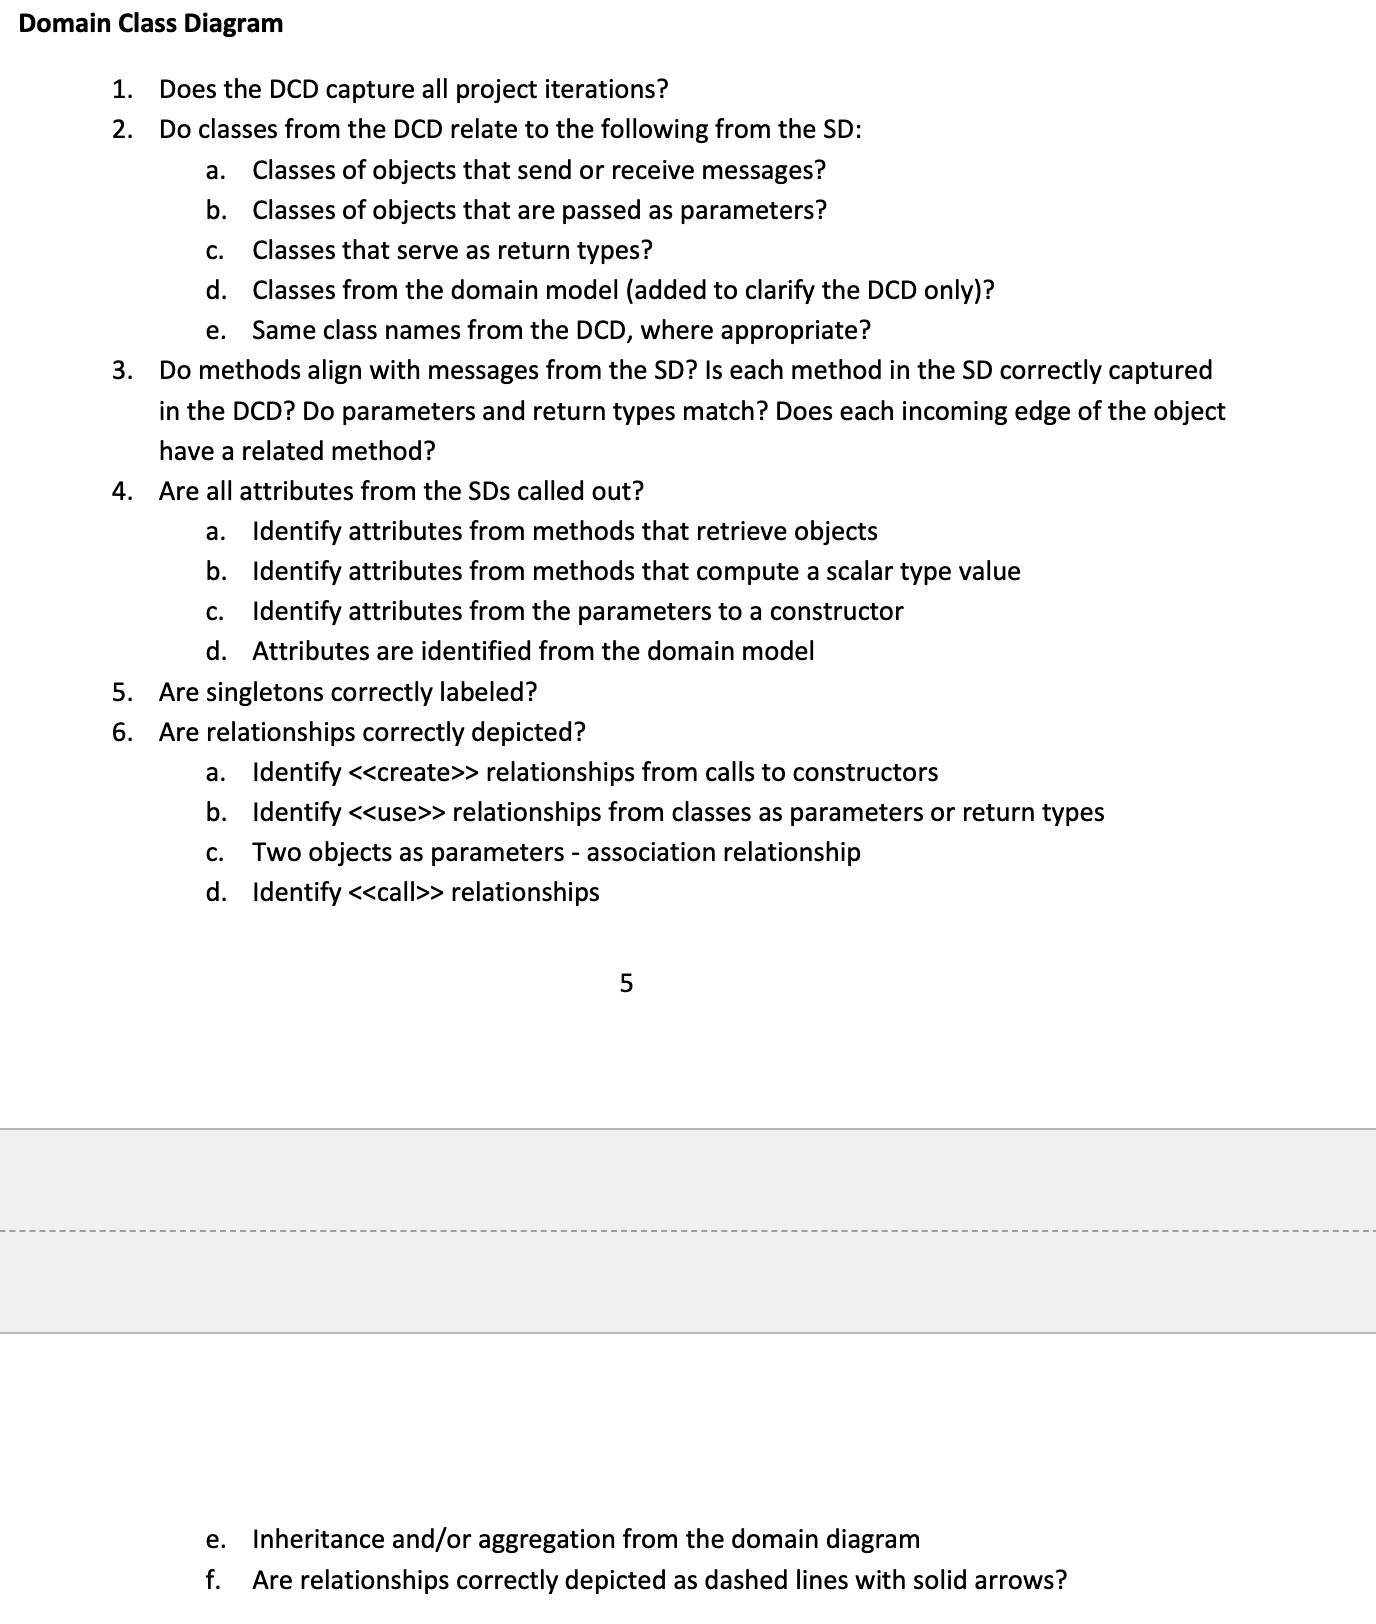 Domain Class Diagram
1. Does the DCD capture all project iterations?
2. Do classes from the DCD relate to the following from the SD:
a. Classes of objects that send or receive messages?
b. Classes of objects that are passed as parameters?
c. Classes that serve as return types?
d. Classes from the domain model (added to clarify the DCD only)?
e. Same class names from the DCD, where appropriate?
3. Do methods align with messages from the SD? Is each method in the SD correctly captured
in the DCD? Do parameters and return types match? Does each incoming edge of the object
have a related method?
4. Are all attributes from the SDs called out?
a. Identify attributes from methods that retrieve objects
b. Identify attributes from methods that compute a scalar type value
c. Identify attributes from the parameters to a constructor
d. Attributes are identified from the domain model
5. Are singletons correctly labeled?
6. Are relationships correctly depicted?
a. Identify <<create>> relationships from calls to constructors
b. Identify <<use>> relationships from classes as parameters or return types
c. Two objects as parameters - association relationship
d. Identify <<call>> relationships
5
e. Inheritance and/or aggregation from the domain diagram
f. Are relationships correctly depicted as dashed lines with solid arrows?